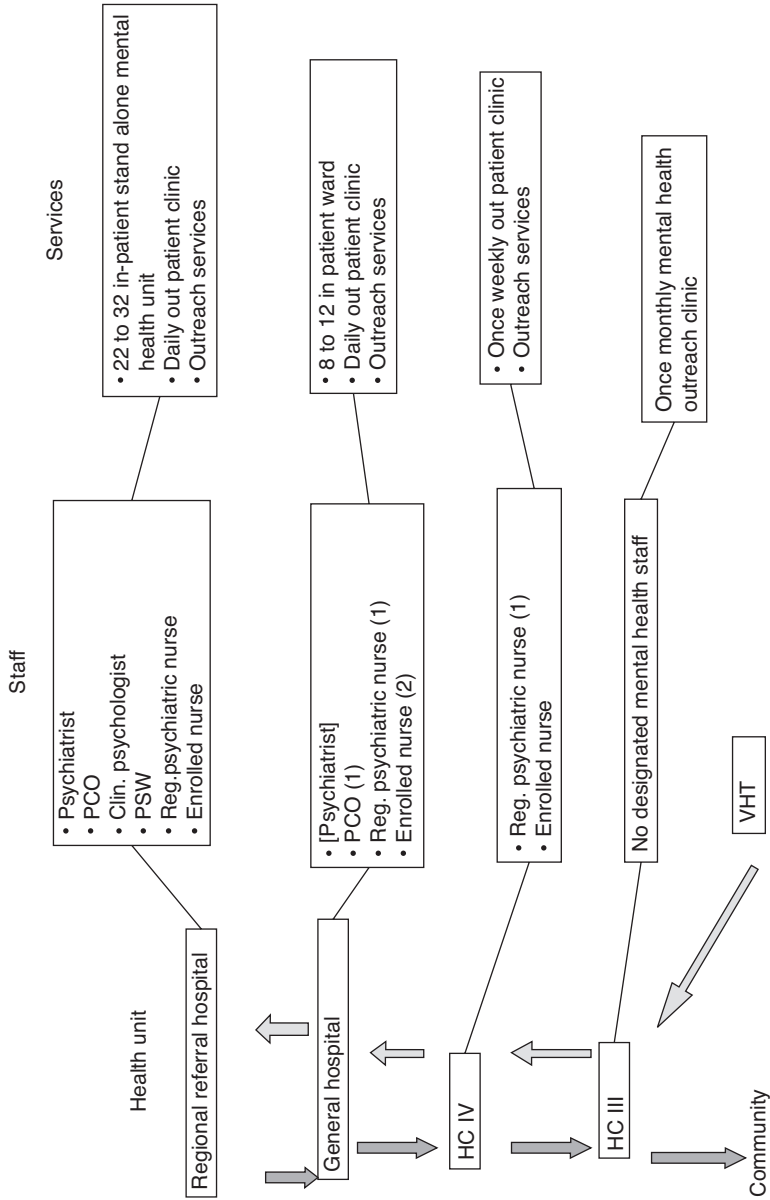 Health unit
Staff
Services
Regional referral hospital
• Psychiatrist
• PCO
• Clin. psychologist
• PSW
• Reg.psychiatric nurse
• Enrolled nurse
• 22 to 32 in-patient stand alone mental
health unit
• Daily out patient clinic
• Outreach services
General hospital
• [Psychiatrist]
• PCO (1)
• Reg. psychiatric nurse (1)
• Enrolled nurse (2)
• 8 to 12 in patient ward
• Daily out patient clinic
• Outreach services
HC IV
• Reg. psychiatric nurse (1)
• Enrolled nurse
• Once weekly out patient clinic
• Outreach services
HC III
No designated mental health staff
Once monthly mental health
outreach clinic
VHT
Community